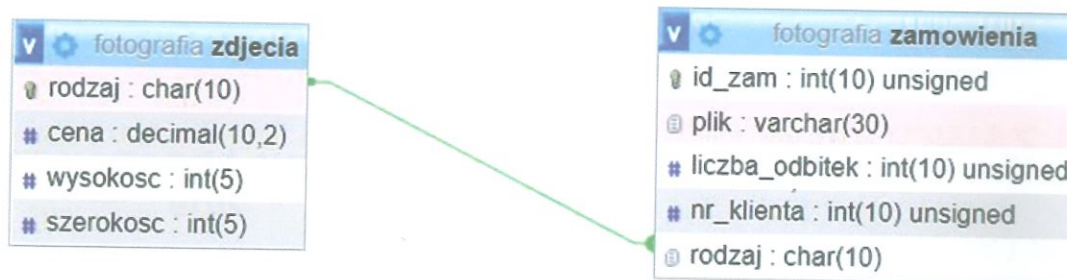 v fotografia zdjecia
rodzaj : char(10)
# cena : decimal(10,2)
# wysokosc : int(5)
# szerokosc : int(5)
v fotografia zamowienia
id_zam : int(10) unsigned
plik : varchar(30)
# liczba_odbitek : int(10) unsigned
# nr_klienta : int(10) unsigned
rodzaj : char(10)